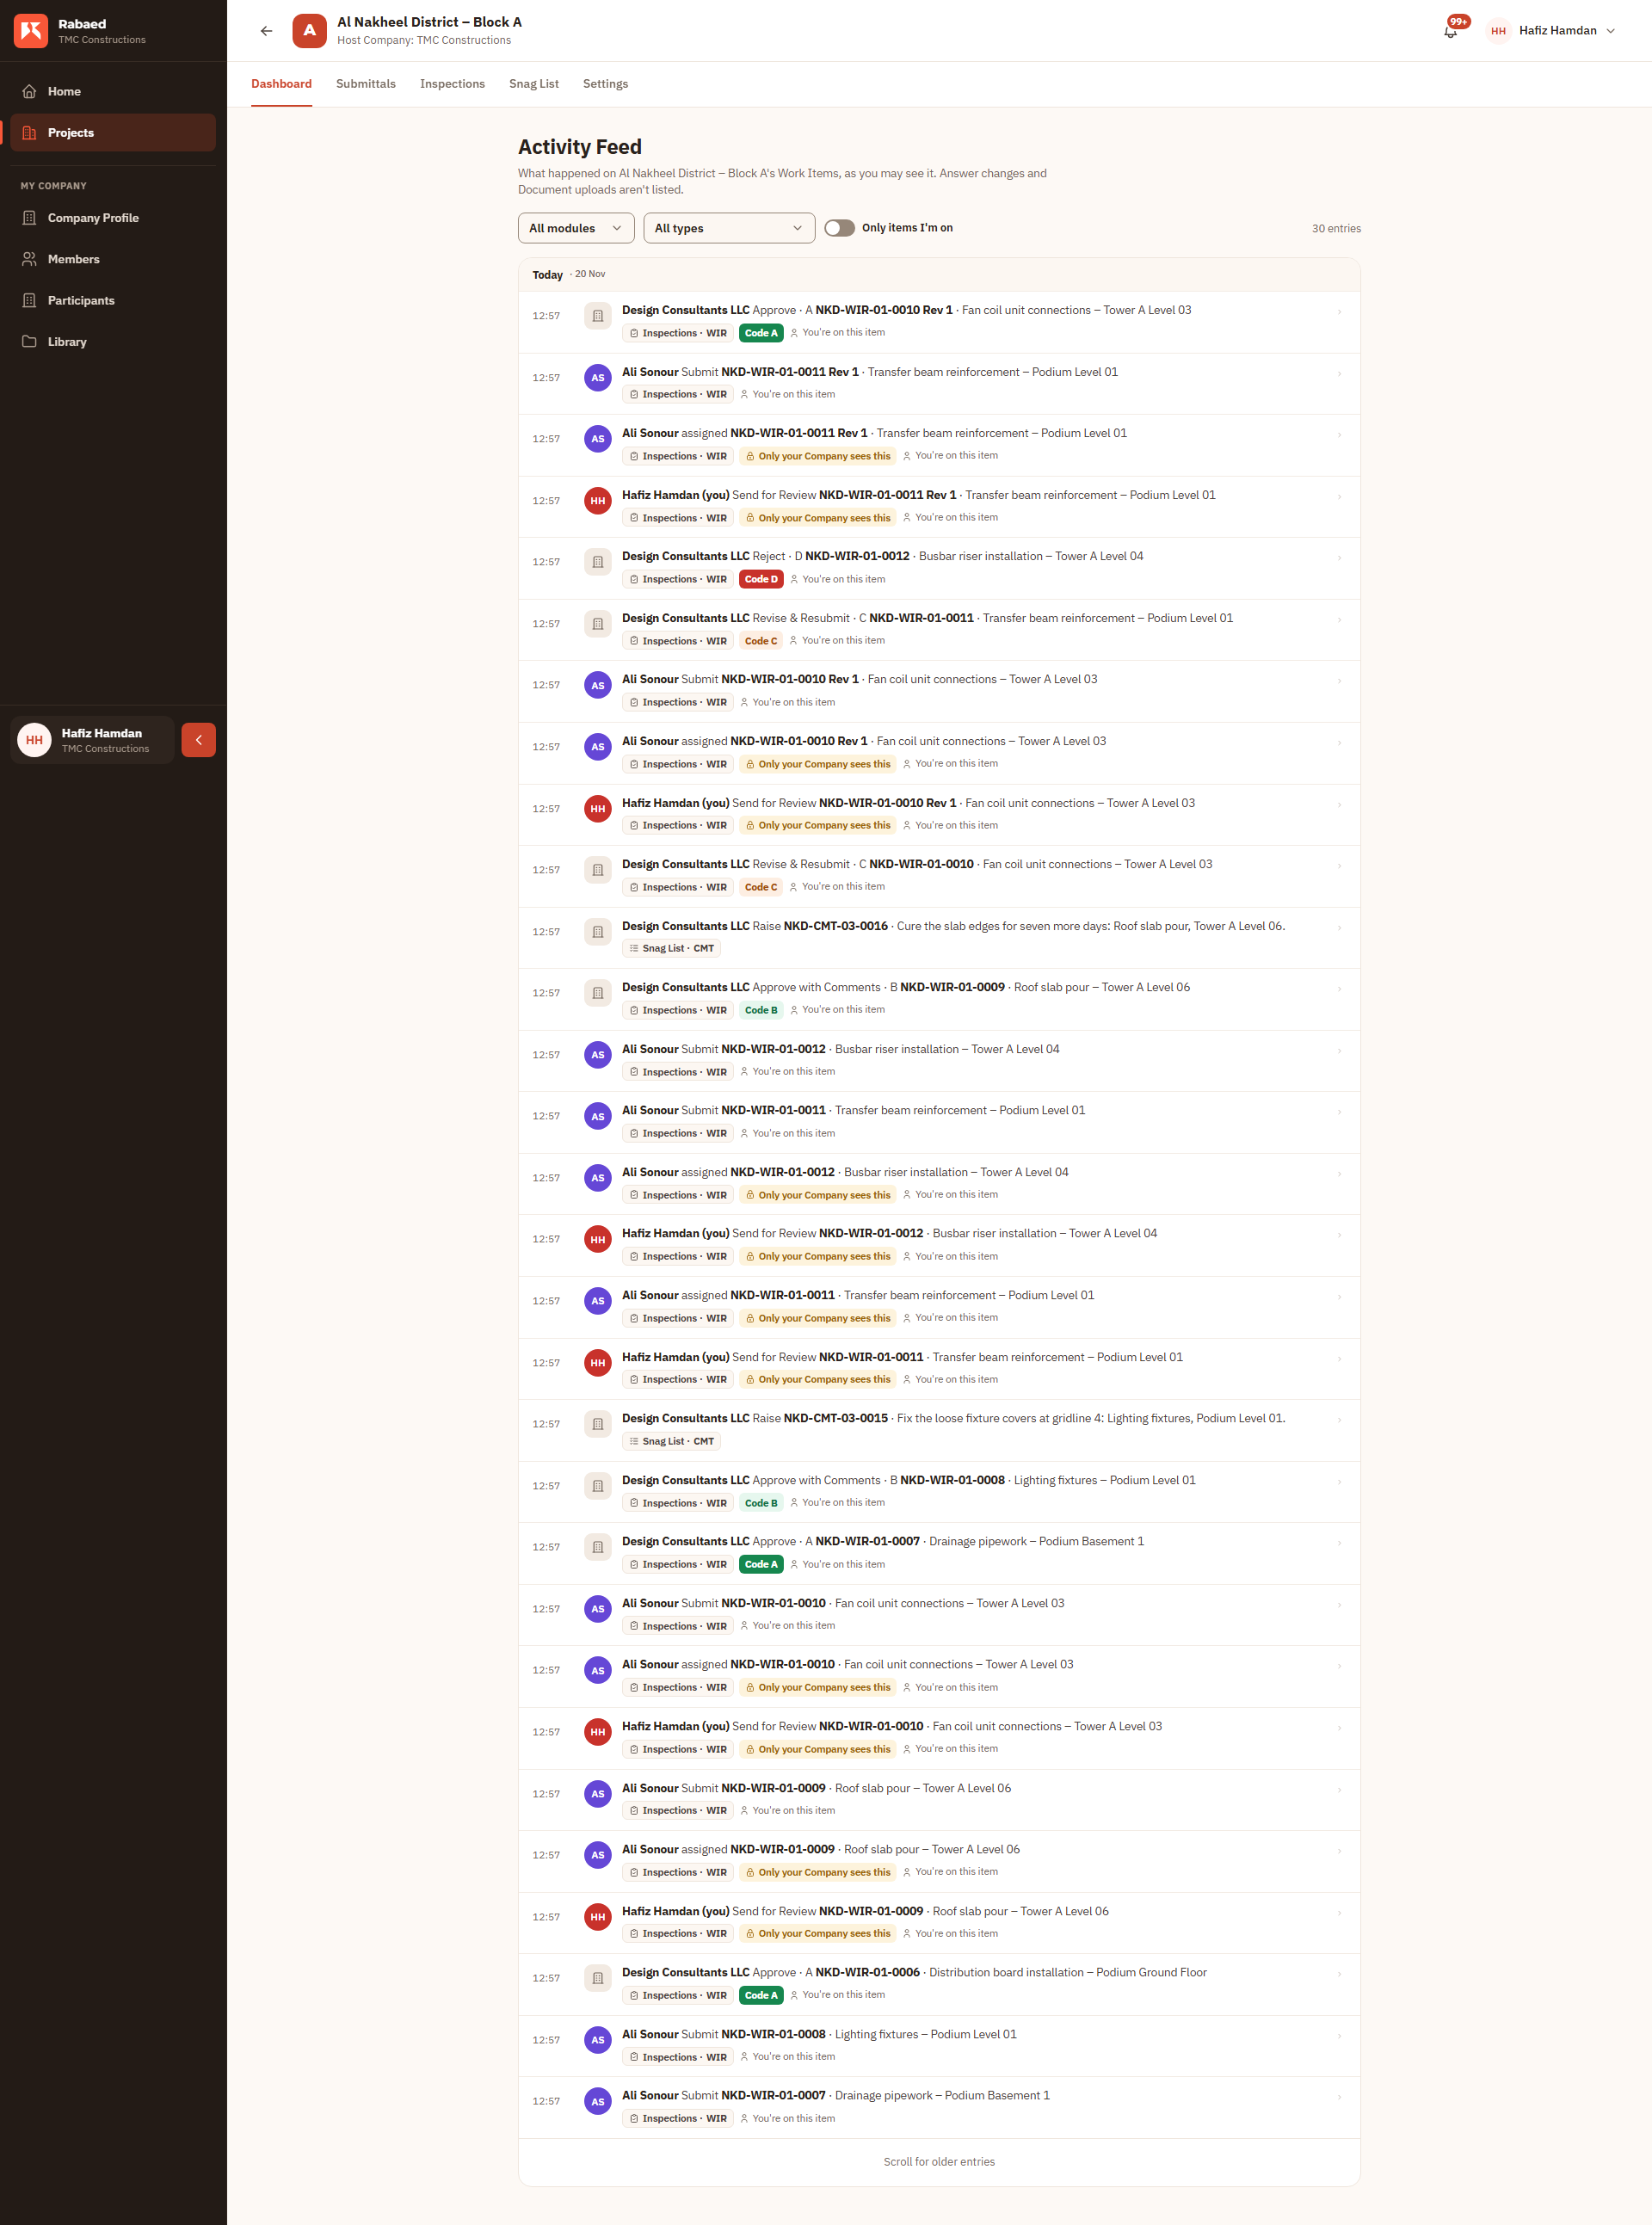 Rabaed
TMC Constructions
Home
Projects
MY COMPANY
Company Profile
Members
Participants
Library
HH
Hafiz Hamdan
TMC Constructions
A
Al Nakheel District – Block A
Host Company: TMC Constructions
99+
HH
Hafiz Hamdan
Dashboard
Submittals
Inspections
Snag List
Settings
Activity Feed
What happened on Al Nakheel District – Block A's Work Items, as you may see it. Answer changes and
Document uploads aren't listed.
All modules
All types
Only items I'm on
30 entries
Today · 20 Nov
12:57
Design Consultants LLC Approve · A NKD-WIR-01-0010 Rev 1 · Fan coil unit connections – Tower A Level 03
Inspections · WIR Code A You're on this item
12:57
AS
Ali Sonour Submit NKD-WIR-01-0011 Rev 1 · Transfer beam reinforcement – Podium Level 01
Inspections · WIR You're on this item
12:57
AS
Ali Sonour assigned NKD-WIR-01-0011 Rev 1 · Transfer beam reinforcement – Podium Level 01
Inspections · WIR Only your Company sees this You're on this item
12:57
HH
Hafiz Hamdan (you) Send for Review NKD-WIR-01-0011 Rev 1 · Transfer beam reinforcement – Podium Level 01
Inspections · WIR Only your Company sees this You're on this item
12:57
Design Consultants LLC Reject · D NKD-WIR-01-0012 · Busbar riser installation – Tower A Level 04
Inspections · WIR Code D You're on this item
12:57
Design Consultants LLC Revise & Resubmit · C NKD-WIR-01-0011 · Transfer beam reinforcement – Podium Level 01
Inspections · WIR Code C You're on this item
12:57
AS
Ali Sonour Submit NKD-WIR-01-0010 Rev 1 · Fan coil unit connections – Tower A Level 03
Inspections · WIR You're on this item
12:57
AS
Ali Sonour assigned NKD-WIR-01-0010 Rev 1 · Fan coil unit connections – Tower A Level 03
Inspections · WIR Only your Company sees this You're on this item
12:57
HH
Hafiz Hamdan (you) Send for Review NKD-WIR-01-0010 Rev 1 · Fan coil unit connections – Tower A Level 03
Inspections · WIR Only your Company sees this You're on this item
12:57
Design Consultants LLC Revise & Resubmit · C NKD-WIR-01-0010 · Fan coil unit connections – Tower A Level 03
Inspections · WIR Code C You're on this item
12:57
Design Consultants LLC Raise NKD-CMT-03-0016 · Cure the slab edges for seven more days: Roof slab pour, Tower A Level 06.
Snag List · CMT
12:57
Design Consultants LLC Approve with Comments · B NKD-WIR-01-0009 · Roof slab pour – Tower A Level 06
Inspections · WIR Code B You're on this item
12:57
AS
Ali Sonour Submit NKD-WIR-01-0012 · Busbar riser installation – Tower A Level 04
Inspections · WIR You're on this item
12:57
AS
Ali Sonour Submit NKD-WIR-01-0011 · Transfer beam reinforcement – Podium Level 01
Inspections · WIR You're on this item
12:57
AS
Ali Sonour assigned NKD-WIR-01-0012 · Busbar riser installation – Tower A Level 04
Inspections · WIR Only your Company sees this You're on this item
12:57
HH
Hafiz Hamdan (you) Send for Review NKD-WIR-01-0012 · Busbar riser installation – Tower A Level 04
Inspections · WIR Only your Company sees this You're on this item
12:57
AS
Ali Sonour assigned NKD-WIR-01-0011 · Transfer beam reinforcement – Podium Level 01
Inspections · WIR Only your Company sees this You're on this item
12:57
HH
Hafiz Hamdan (you) Send for Review NKD-WIR-01-0011 · Transfer beam reinforcement – Podium Level 01
Inspections · WIR Only your Company sees this You're on this item
12:57
Design Consultants LLC Raise NKD-CMT-03-0015 · Fix the loose fixture covers at gridline 4: Lighting fixtures, Podium Level 01.
Snag List · CMT
12:57
Design Consultants LLC Approve with Comments · B NKD-WIR-01-0008 · Lighting fixtures – Podium Level 01
Inspections · WIR Code B You're on this item
12:57
Design Consultants LLC Approve · A NKD-WIR-01-0007 · Drainage pipework – Podium Basement 1
Inspections · WIR Code A You're on this item
12:57
AS
Ali Sonour Submit NKD-WIR-01-0010 · Fan coil unit connections – Tower A Level 03
Inspections · WIR You're on this item
12:57
AS
Ali Sonour assigned NKD-WIR-01-0010 · Fan coil unit connections – Tower A Level 03
Inspections · WIR Only your Company sees this You're on this item
12:57
HH
Hafiz Hamdan (you) Send for Review NKD-WIR-01-0010 · Fan coil unit connections – Tower A Level 03
Inspections · WIR Only your Company sees this You're on this item
12:57
AS
Ali Sonour Submit NKD-WIR-01-0009 · Roof slab pour – Tower A Level 06
Inspections · WIR You're on this item
12:57
AS
Ali Sonour assigned NKD-WIR-01-0009 · Roof slab pour – Tower A Level 06
Inspections · WIR Only your Company sees this You're on this item
12:57
HH
Hafiz Hamdan (you) Send for Review NKD-WIR-01-0009 · Roof slab pour – Tower A Level 06
Inspections · WIR Only your Company sees this You're on this item
12:57
Design Consultants LLC Approve · A NKD-WIR-01-0006 · Distribution board installation – Podium Ground Floor
Inspections · WIR Code A You're on this item
12:57
AS
Ali Sonour Submit NKD-WIR-01-0008 · Lighting fixtures – Podium Level 01
Inspections · WIR You're on this item
12:57
AS
Ali Sonour Submit NKD-WIR-01-0007 · Drainage pipework – Podium Basement 1
Inspections · WIR You're on this item
Scroll for older entries